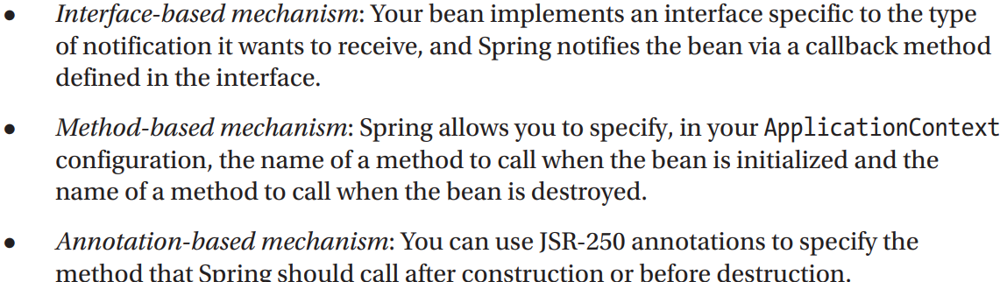 • Interface-based mechanism: Your bean implements an interface specific to the type
of notification it wants to receive, and Spring notifies the bean via a callback method
defined in the interface.
• Method-based mechanism: Spring allows you to specify, in your ApplicationContext
configuration, the name of a method to call when the bean is initialized and the
name of a method to call when the bean is destroyed.
• Annotation-based mechanism: You can use JSR-250 annotations to specify the
method that Spring should call after construction or before destruction.